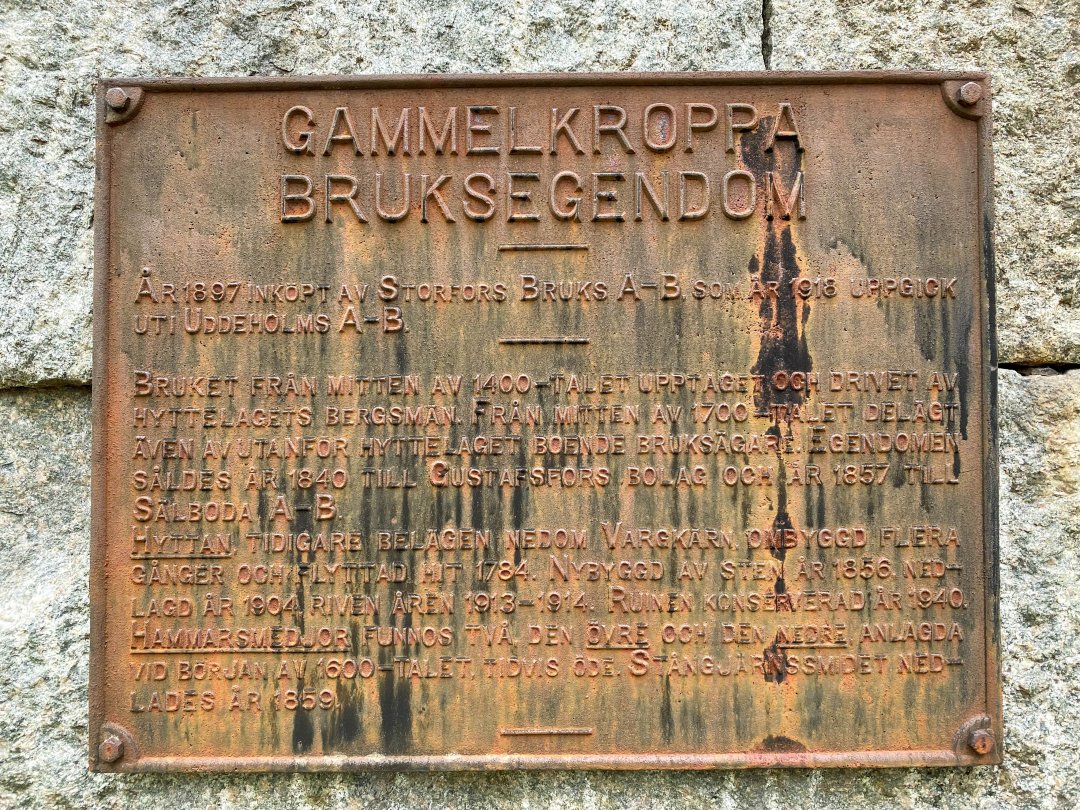 GAMMELKROPPA
BRUKSEGENDOM
ÅR 1897 INKÖPT AV STORFORS BRUKS A-B. SOM ÅR 1918 UPPGICK
UTI UDDEHOLMS A-B.
BRUKET FRÅN MITTEN AV 1400-TALET UPPTAGET OCH DRIVET AV
HYTTELAGETS BERGSMÄN. FRÅN MITTEN AV 1700-TALET DELÄGT
ÄVEN AV UTANFÖR HYTTELAGET BOENDE BRUKSÄGARE. EGENDOMEN
SÅLDES ÅR 1840 TILL GUSTAFSFORS BOLAG OCH ÅR 1857 TILL
SÄLBODA A-B.
HYTTAN, TIDIGARE BELÄGEN NEDOM VARGKÄRN, OMBYGGD FLERA
GÅNGER OCH FLYTTAD HIT 1784. NYBYGGD AV STEN ÅR 1856. NED-
LAGD ÅR 1904, RIVEN ÅREN 1913-1914. RUINEN KONSERVERAD ÅR 1940.
HAMMARSMEDJOR FUNNOS TVÅ, DEN ÖVRE OCH DEN NEDRE ANLAGDA
VID BÖRJAN AV 1600-TALET, TIDVIS ÖDE. STÅNGJÄRNSSMIDET NED-
LADES ÅR 1859.